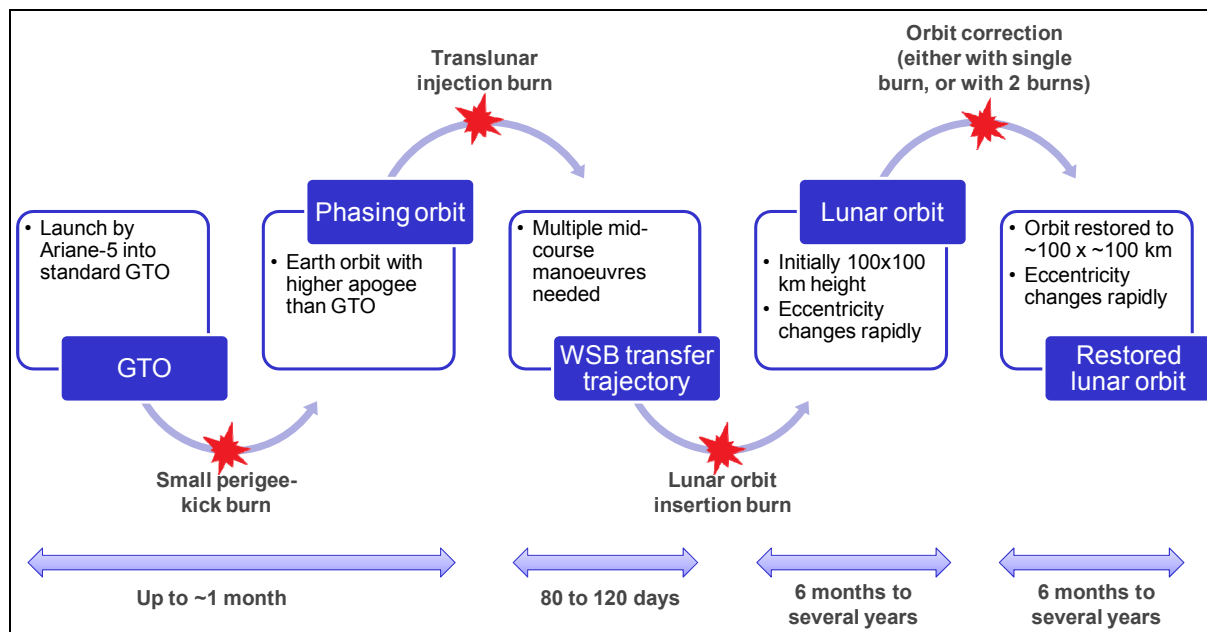 Translunar
injection burn
Orbit correction
(either with single
burn, or with 2 burns)
• Launch by
Ariane-5 into
standard GTO
GTO
Phasing orbit
• Earth orbit with
higher apogee
than GTO
• Multiple mid-
course
manoeuvres
needed
WSB transfer
trajectory
Lunar orbit
• Initially 100x100
km height
• Eccentricity
changes rapidly
• Orbit restored to
~100 x ~100 km
• Eccentricity
changes rapidly
Restored
lunar orbit
Small perigee-
kick burn
Lunar orbit
insertion burn
Up to ~1 month
80 to 120 days
6 months to
several years
6 months to
several years